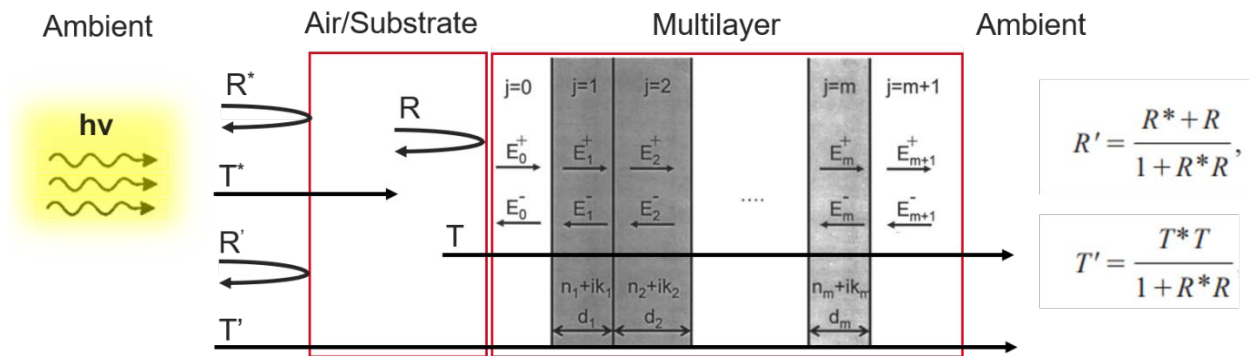 Ambient
Air/Substrate
Multilayer
Ambient
hν
R*
T*
R'
T'
R
T
j=0 j=1 j=2 j=m j=m+1
E₀⁺ E₁⁺ E₂⁺ Eₘ⁺ Eₘ₊₁⁺
E₀⁻ E₁⁻ E₂⁻ .... Eₘ⁻ Eₘ₊₁⁻
n₁+ik₁ n₂+ik₂ nₘ+ikₘ
d₁ d₂ dₘ
R' = (R* + R) / (1 + R*R),
T' = (T*T) / (1 + R*R)